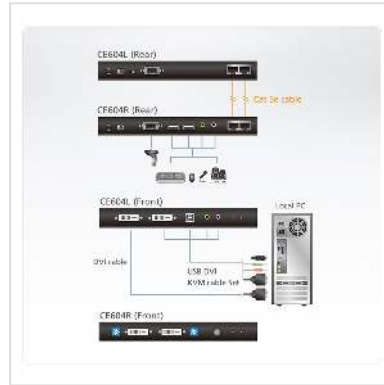 CE604L (Rear)
Cat 5e cable
CE604R (Rear)
CE604L (Front)
Local PC
DVI cable
USB DVI
KVM cable Set
CE604R (Front)